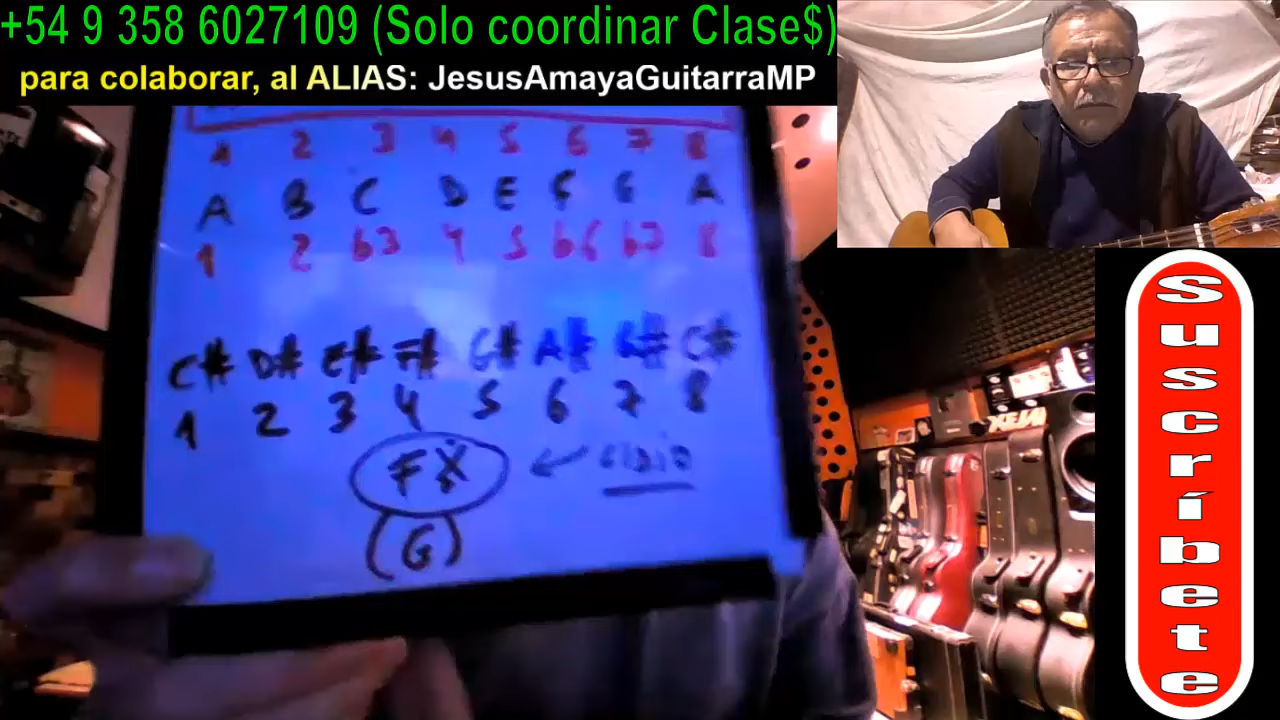 +54 9 358 6027109 (Solo coordinar Clase$)
para colaborar, al ALIAS: JesusAmayaGuitarraMP
1 2 3 4 5 6 7 8
A B C D E F G A
1 2 b3 4 5 b6 b7 8
C# D# E# F# G# A# B# C#
1 2 3 4 5 6 7 8
FX ←
(G)
Suscríbete